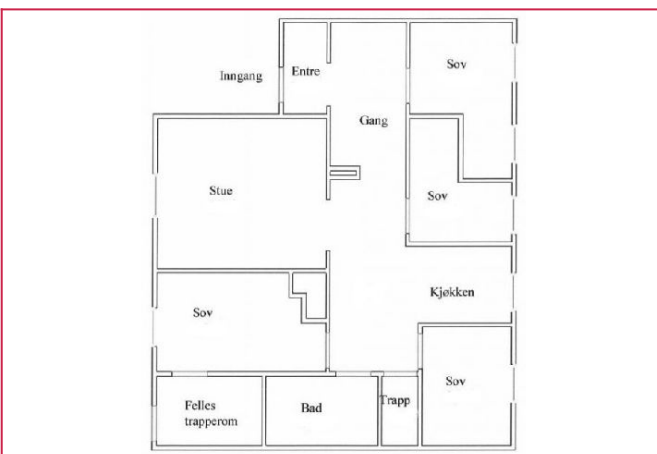 Sov
Entre
Inngang
Gang
Stue
Sov
Kjøkken
Sov
Sov
Trapp
Felles
trapperom
Bad